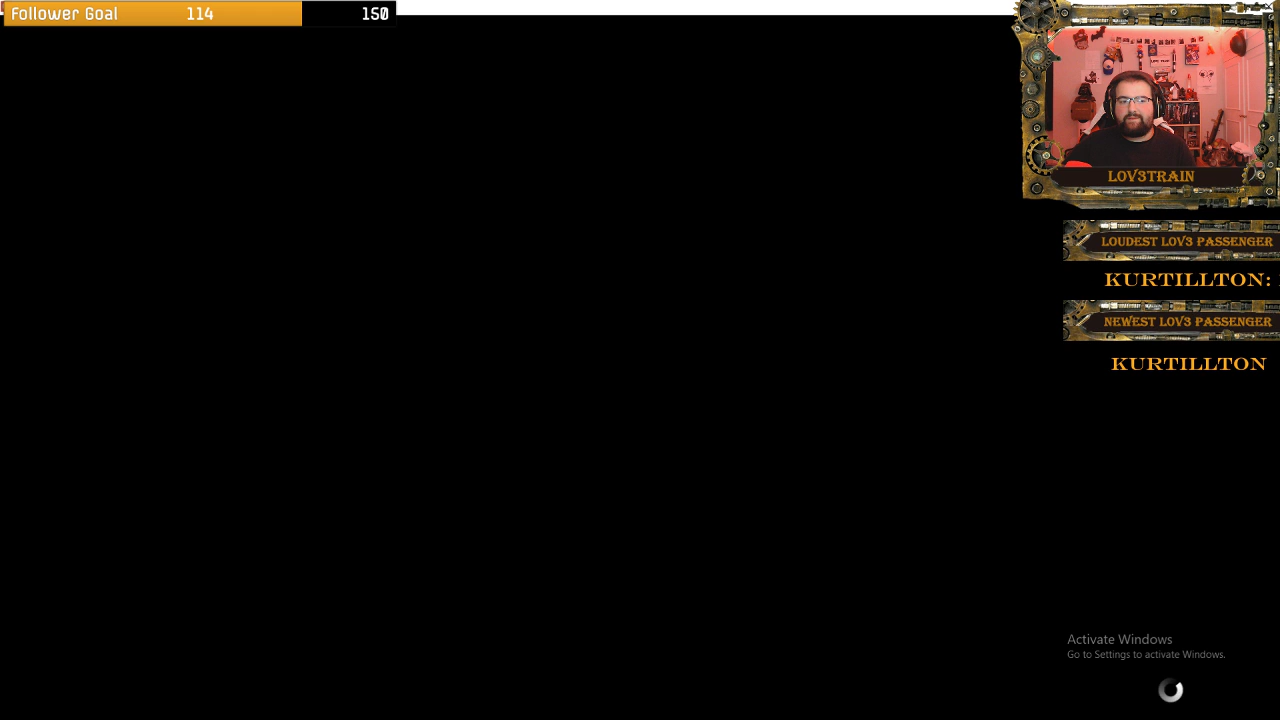 Follower Goal 114 150
LOV3TRAIN
LOUDEST LOV3 PASSENGER
KURTILLTON:
NEWEST LOV3 PASSENGER
KURTILLTON
Activate Windows
Go to Settings to activate Windows.